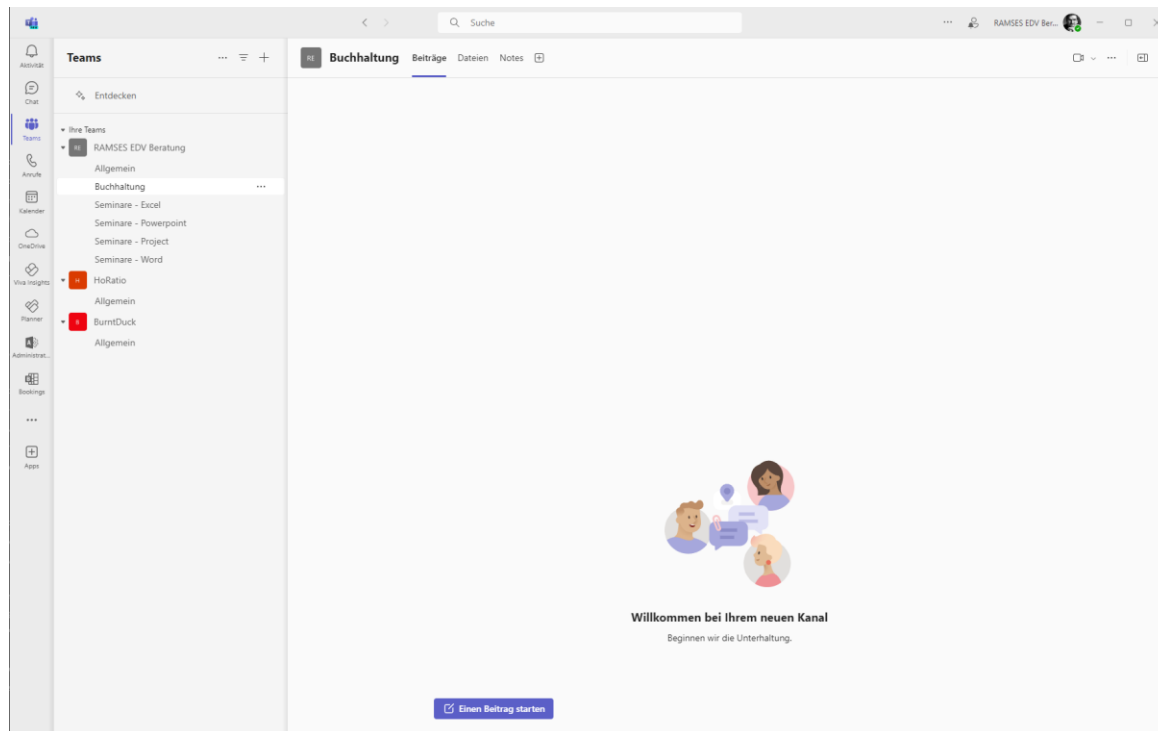 Suche
RAMSES EDV Ber...
Aktivität
Chat
Teams
Anrufe
Kalender
OneDrive
Viva Insights
Planner
Administrat...
Bookings
Apps
Teams
Entdecken
Ihre Teams
RE RAMSES EDV Beratung
Allgemein
Buchhaltung
Seminare - Excel
Seminare - Powerpoint
Seminare - Project
Seminare - Word
H HoRatio
Allgemein
B BurntDuck
Allgemein
RE Buchhaltung Beiträge Dateien Notes
Willkommen bei Ihrem neuen Kanal
Beginnen wir die Unterhaltung.
Einen Beitrag starten